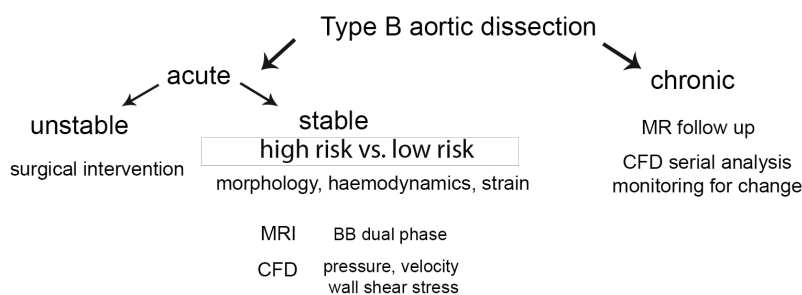 Type B aortic dissection
acute
chronic
unstable
surgical intervention
stable
high risk vs. low risk
morphology, haemodynamics, strain
MRI BB dual phase
CFD pressure, velocity
wall shear stress
MR follow up
CFD serial analysis
monitoring for change